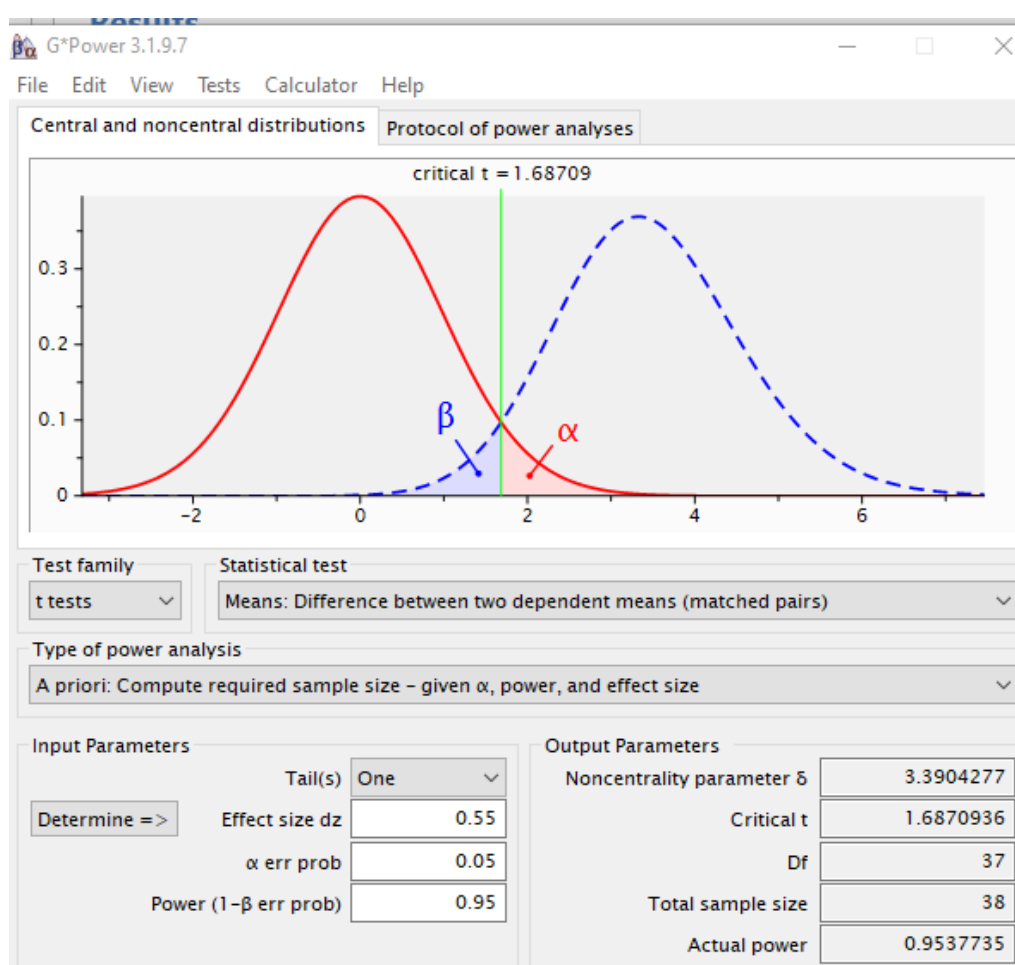 Results
G*Power 3.1.9.7
File Edit View Tests Calculator Help
Central and noncentral distributions Protocol of power analyses
critical t = 1.68709
0.3
0.2
0.1
0
β
α
-2 0 2 4 6
Test family Statistical test
t tests Means: Difference between two dependent means (matched pairs)
Type of power analysis
A priori: Compute required sample size – given α, power, and effect size
Input Parameters Output Parameters
Tail(s) One Noncentrality parameter δ 3.3904277
Determine => Effect size dz 0.55 Critical t 1.6870936
α err prob 0.05 Df 37
Power (1-β err prob) 0.95 Total sample size 38
Actual power 0.9537735